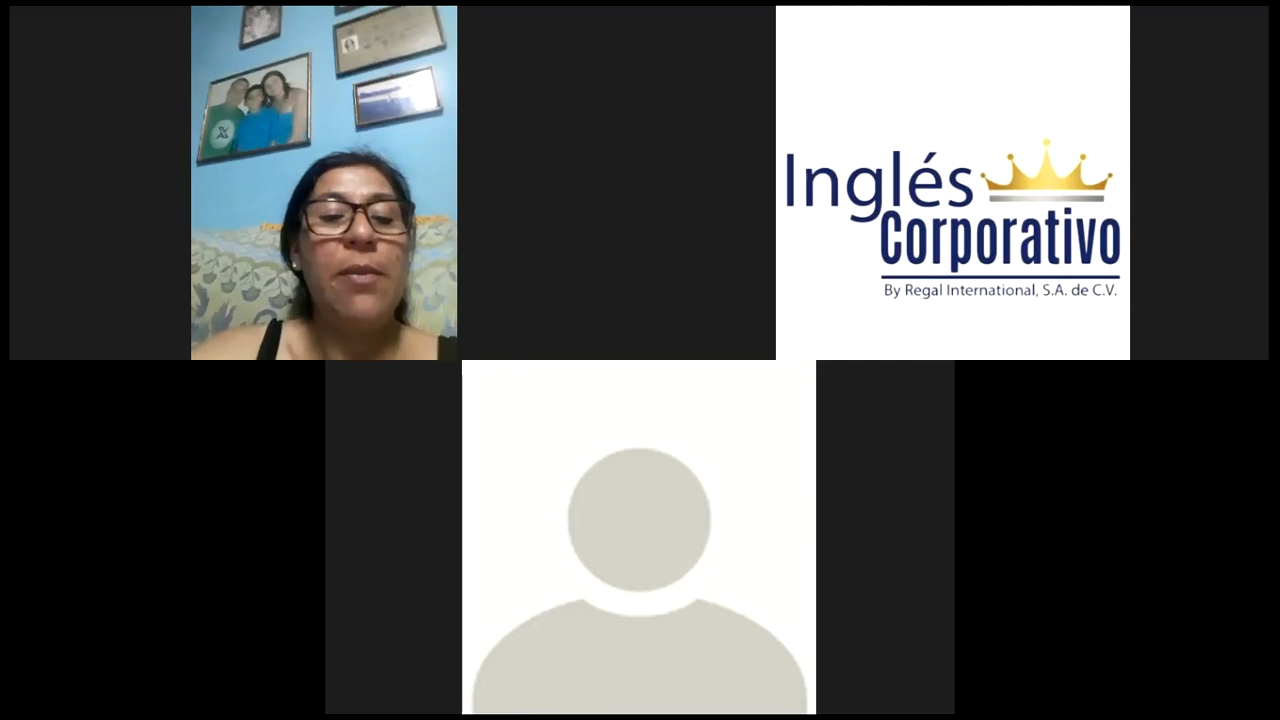 Inglés
Corporativo
By Regal International, S.A. de C.V.